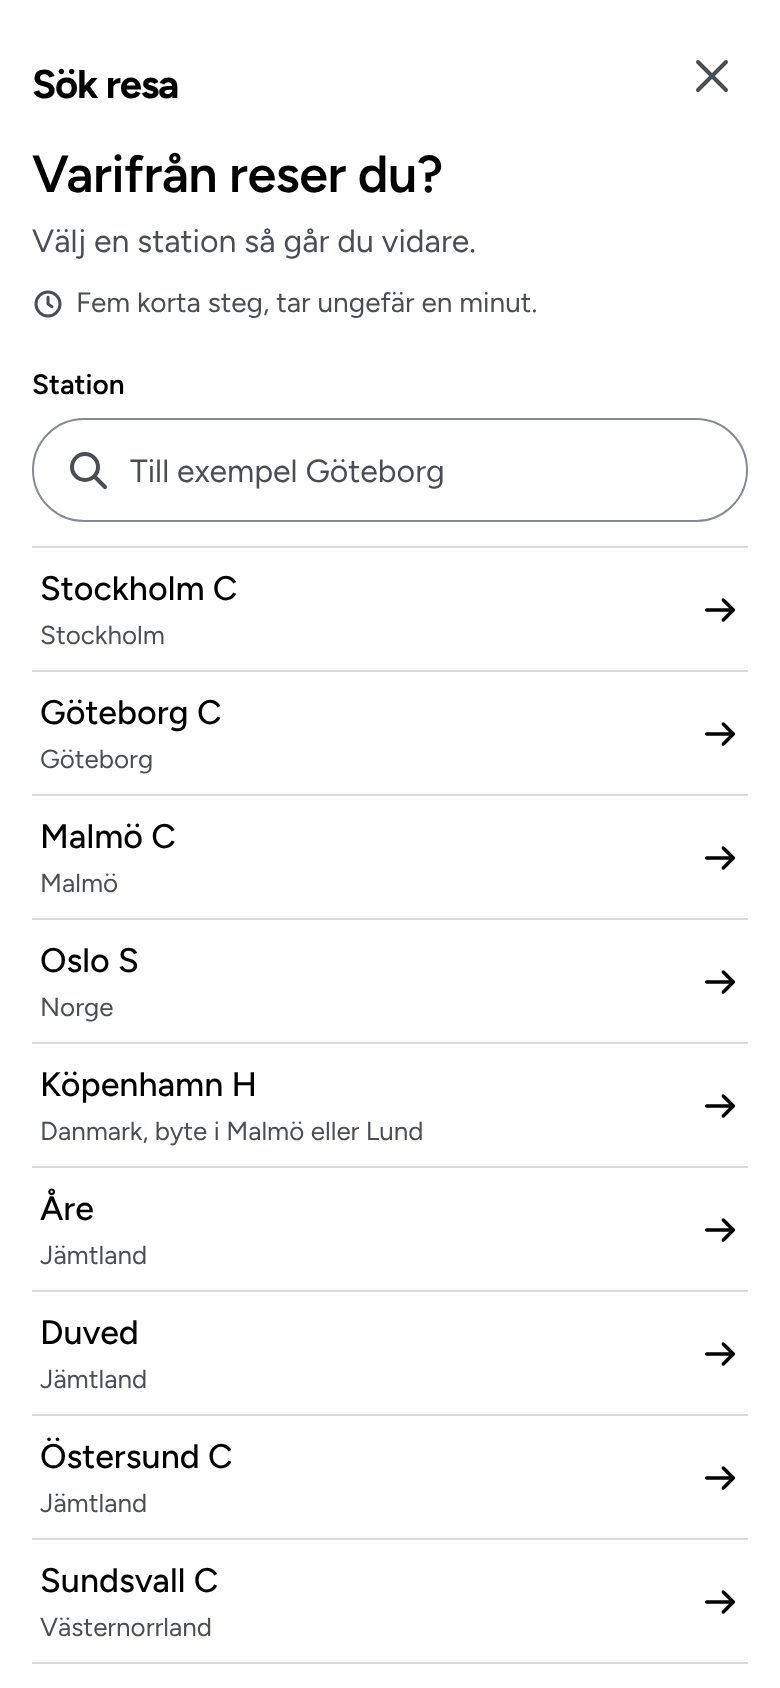 Sök resa
Varifrån reser du?
Välj en station så går du vidare.
Fem korta steg, tar ungefär en minut.
Station
Till exempel Göteborg
Stockholm C
Stockholm
Göteborg C
Göteborg
Malmö C
Malmö
Oslo S
Norge
Köpenhamn H
Danmark, byte i Malmö eller Lund
Åre
Jämtland
Duved
Jämtland
Östersund C
Jämtland
Sundsvall C
Västernorrland